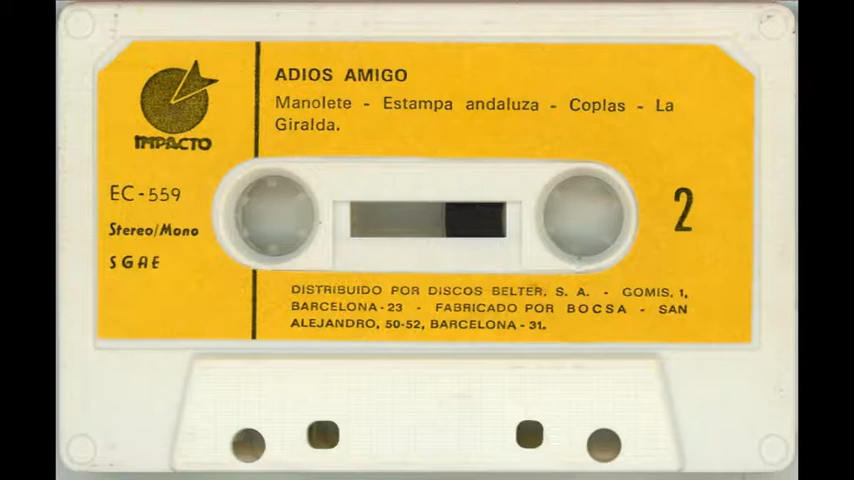 ADIOS AMIGO
Manolete - Estampa andaluza - Coplas - La
Giralda.
IMPACTO
EC-559
Stereo/Mono
SGAE
2
DISTRIBUIDO POR DISCOS BELTER, S. A. - GOMIS, 1,
BARCELONA-23 - FABRICADO POR BOCSA - SAN
ALEJANDRO, 50-52, BARCELONA-31.